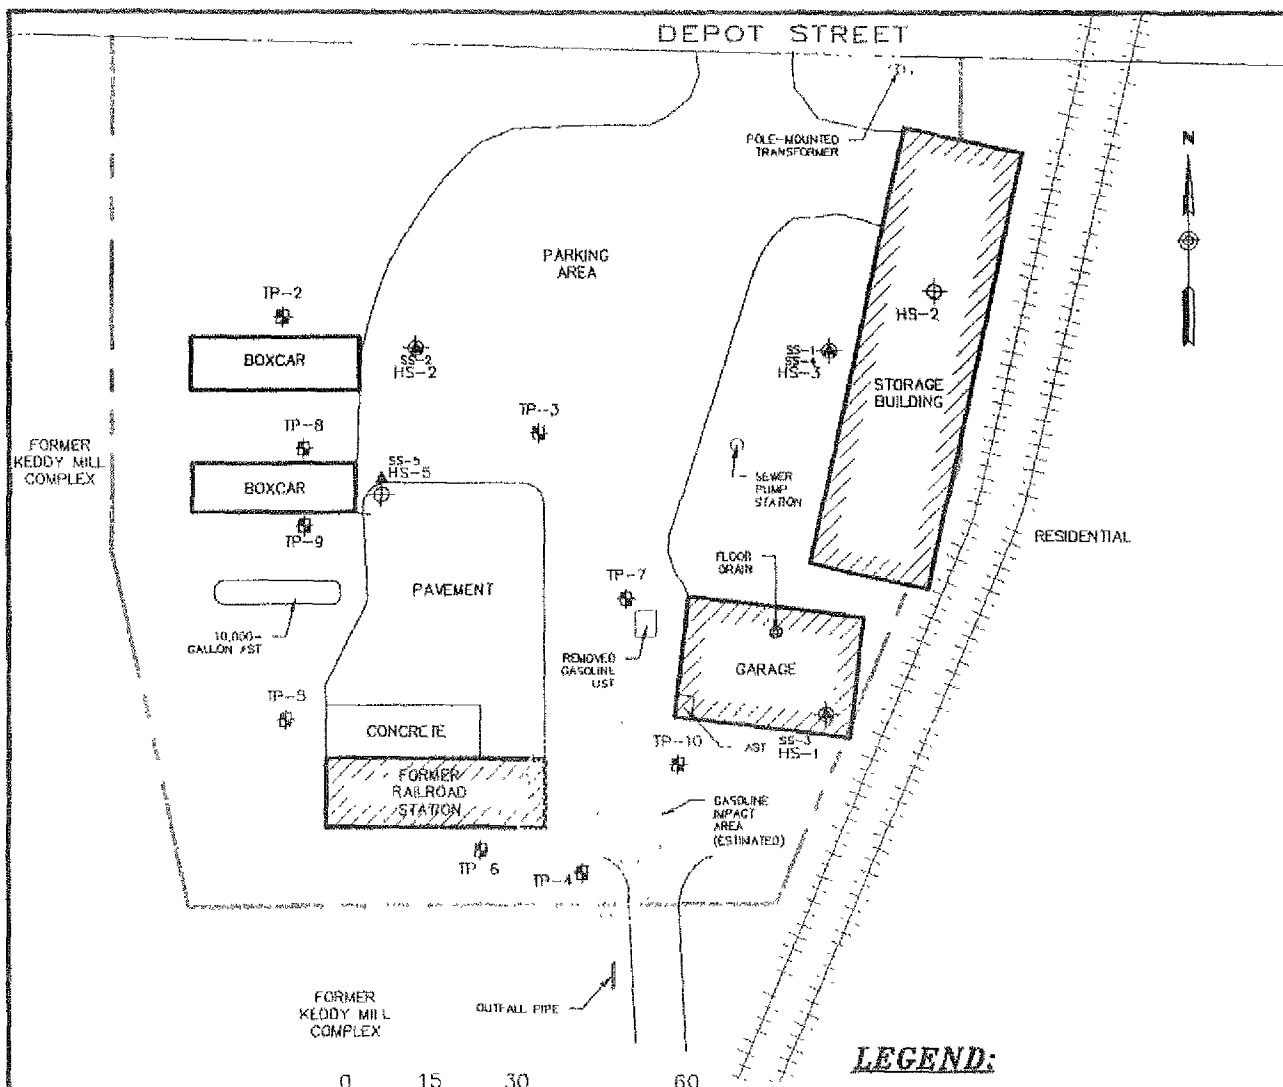 DEPOT STREET
POLE-MOUNTED
TRANSFORMER
N
PARKING
AREA
TP-2
BOXCAR
SS-2
HS-2
HS-2
SS-1
SS-4
HS-3
STORAGE
BUILDING
TP-3
TP-8
FORMER
KEDDY MILL
COMPLEX
SS-5
HS-5
BOXCAR
SEWER
PUMP
STATION
TP-9
RESIDENTIAL
FLOOR
DRAIN
TP-7
PAVEMENT
10,000-
GALLON AST
REMOVED
GASOLINE
UST
GARAGE
CONCRETE
TP-10
AST
SS-3
HS-1
FORMER
RAILROAD
STATION
GASOLINE
IMPACT
AREA
(ESTIMATED)
TP 6
TP-4
FORMER
KEDDY MILL
COMPLEX
OUTFALL PIPE
LEGEND:
0 15 30 60